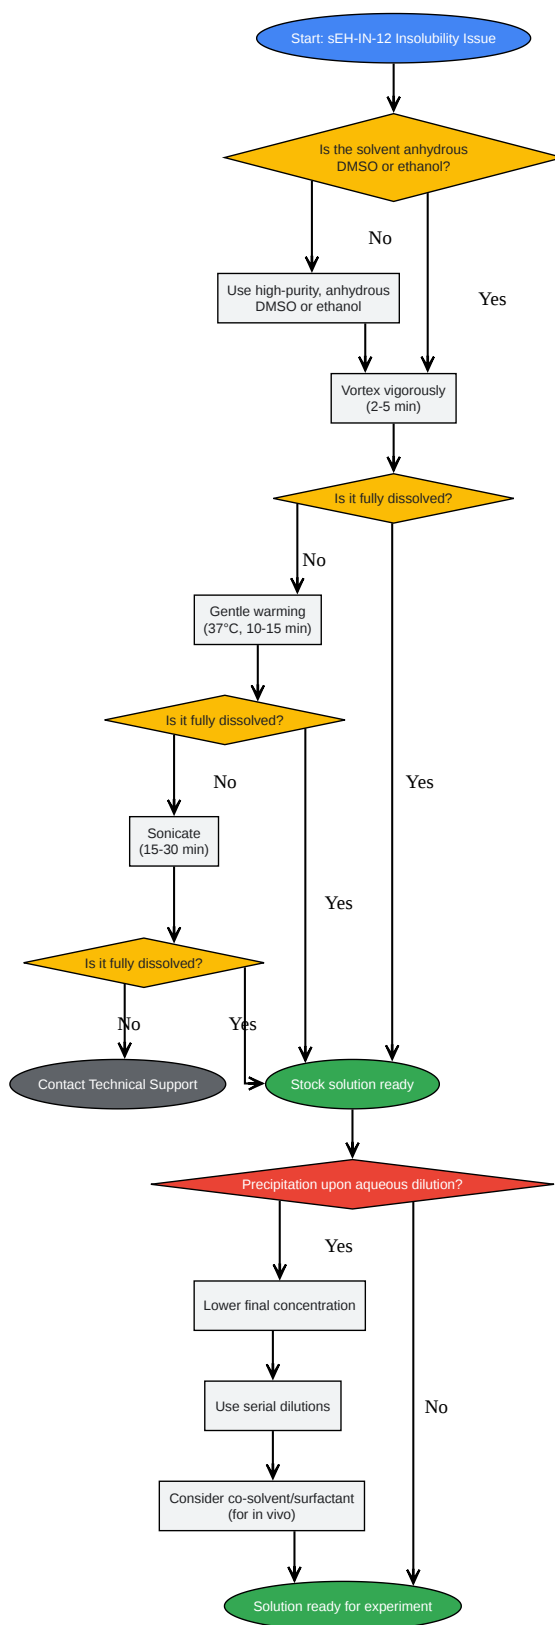 Start: sEH-IN-12 Insolubility Issue
Is the solvent anhydrous
DMSO or ethanol?
No
Use high-purity, anhydrous
DMSO or ethanol
Yes
Vortex vigorously
(2-5 min)
Is it fully dissolved?
No
Gentle warming
(37°C, 10-15 min)
Is it fully dissolved?
No
Yes
Sonicate
(15-30 min)
Yes
Is it fully dissolved?
No
Yes
Contact Technical Support
Stock solution ready
Precipitation upon aqueous dilution?
Yes
Lower final concentration
Use serial dilutions
No
Consider co-solvent/surfactant
(for in vivo)
Solution ready for experiment